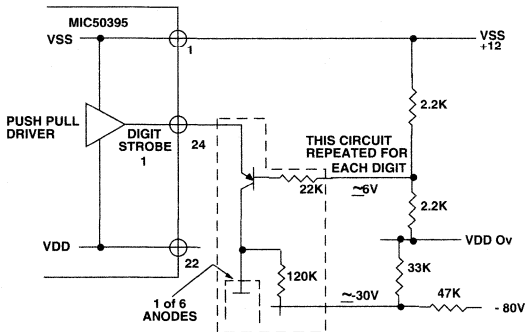 MIC50395
VSS
1
VSS
+12
2.2K
PUSH PULL
DRIVER
DIGIT
STROBE
1
24
THIS CIRCUIT
REPEATED FOR
EACH DIGIT
22K
~6V
2.2K
VDD
22
VDD Ov
120K
33K
1 of 6
ANODES
~-30V
47K
- 80V